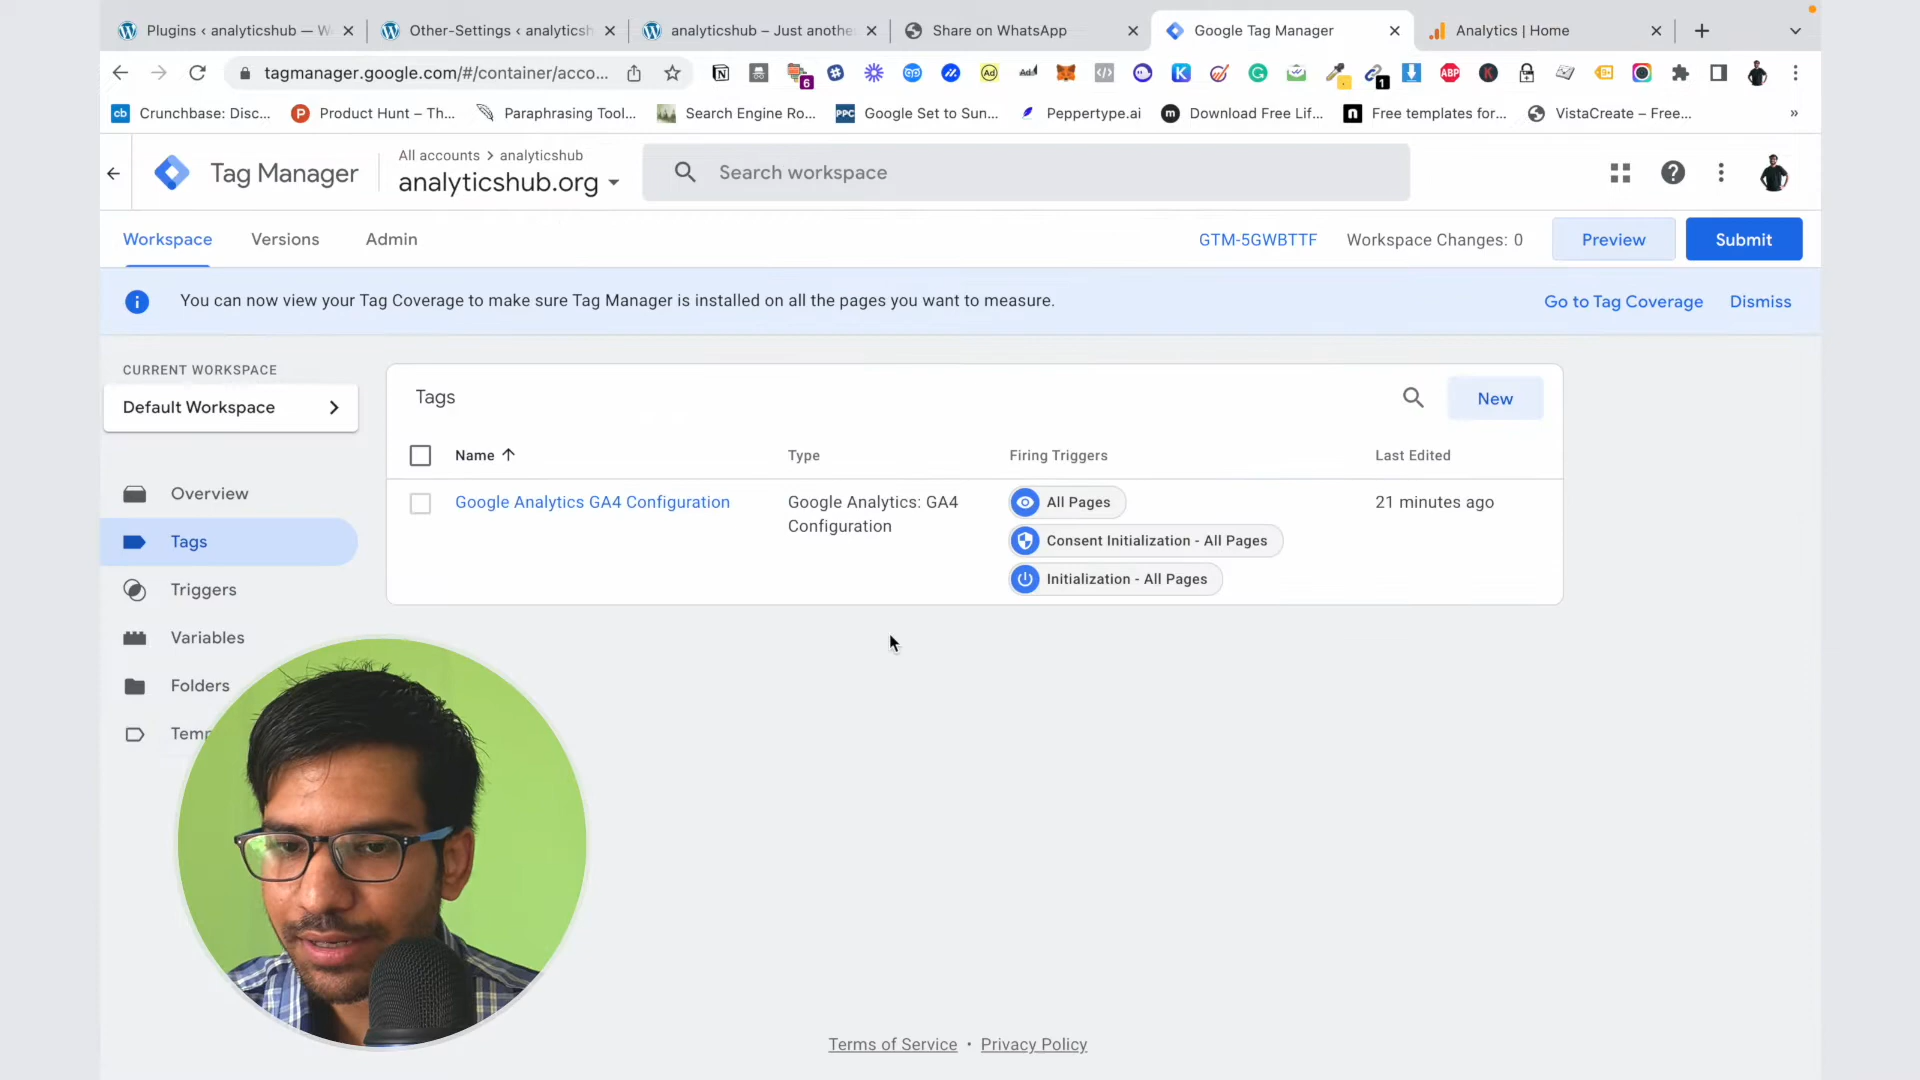 Plugins ‹ analyticshub — W
Other-Settings ‹ analyticsh
analyticshub – Just anothe
Share on WhatsApp
Google Tag Manager
Analytics | Home
tagmanager.google.com/#/container/acco...
6
Ad
ABP
1
K
cb Crunchbase: Disc...
P Product Hunt – Th...
Paraphrasing Tool...
Search Engine Ro...
PPC Google Set to Sun...
Peppertype.ai
m Download Free Lif...
n Free templates for...
VistaCreate – Free...
»
Tag Manager
All accounts > analyticshub
analyticshub.org
Search workspace
Workspace
Versions
Admin
GTM-5GWBTTF
Workspace Changes: 0
Preview
Submit
You can now view your Tag Coverage to make sure Tag Manager is installed on all the pages you want to measure.
Go to Tag Coverage
Dismiss
CURRENT WORKSPACE
Default Workspace
Overview
Tags
Triggers
Variables
Folders
Tem
Tags
New
Name
Type
Firing Triggers
Last Edited
Google Analytics GA4 Configuration
Google Analytics: GA4
Configuration
All Pages
Consent Initialization - All Pages
Initialization - All Pages
21 minutes ago
Terms of Service • Privacy Policy